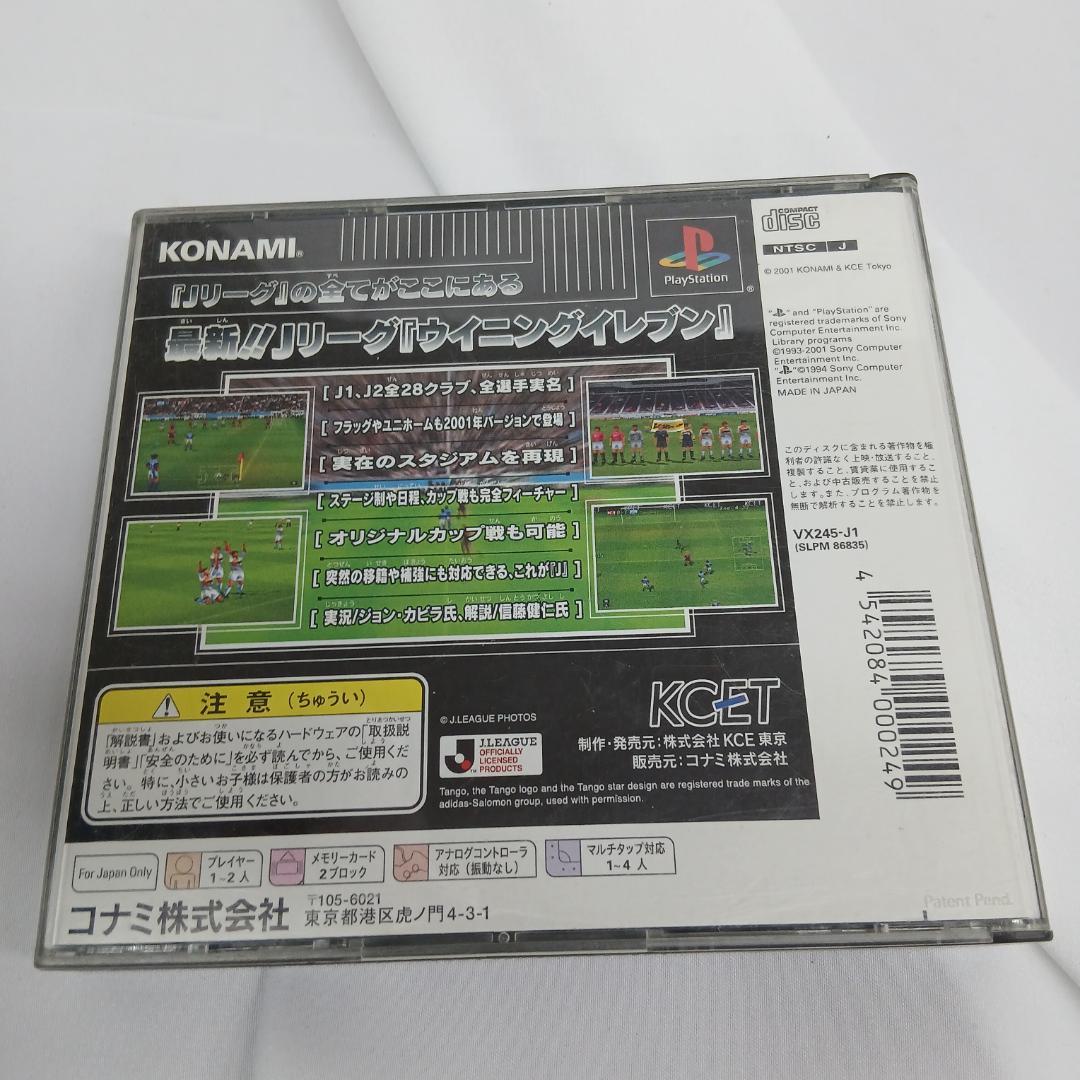 KONAMI®
『Jリーグ』の全てがここにある
最新!!Jリーグ『ウイニングイレブン』
PlayStation®
[ J1、J2全28クラブ、全選手実名 ]
[ フラッグやユニホームも2001年バージョンで登場 ]
[ 実在のスタジアムを再現 ]
[ ステージ制や日程、カップ戦も完全フィーチャー ]
[ オリジナルカップ戦も可能 ]
[ 突然の移籍や補強にも対応できる、これが『J』 ]
[ 実況/ジョン・カビラ氏、解説/信藤健仁氏 ]
注意(ちゅうい)
「解説書」およびお使いになるハードウェアの「取扱説
明書」「安全のために」を必ず読んでから、ご使用くだ
さい。特に、小さいお子様は保護者の方がお読みの
上、正しい方法でご使用ください。
© J.LEAGUE PHOTOS
J.LEAGUE
OFFICIALLY
LICENSED
PRODUCTS
KCET
制作・発売元:株式会社 KCE 東京
販売元:コナミ株式会社
Tango, the Tango logo and the Tango star design are registered trade marks of the
adidas-Salomon group, used with permission.
For Japan Only
プレイヤー
1~2 人
メモリーカード
2ブロック
アナログコントローラ
対応(振動なし)
マルチタップ対応
1~4 人
コナミ株式会社
〒105-6021
東京都港区虎ノ門4-3-1
COMPACT
disc
NTSC J
© 2001 KONAMI & KCE Tokyo
" " and "PlayStation" are
registered trademarks of Sony
Computer Entertainment Inc.
Library programs
©1993-2001 Sony Computer
Entertainment Inc.
" "©1994 Sony Computer
Entertainment Inc.
MADE IN JAPAN
このディスクに含まれる著作物を権
利者の許諾なく上映・放送すること、
複製すること、賃貸業に使用するこ
と、および中古販売することを禁止
します。また、プログラム著作物を
無断で解析することを禁止します。
VX245-J1
(SLPM 86835)
4 542084 000249
Patent Pend.